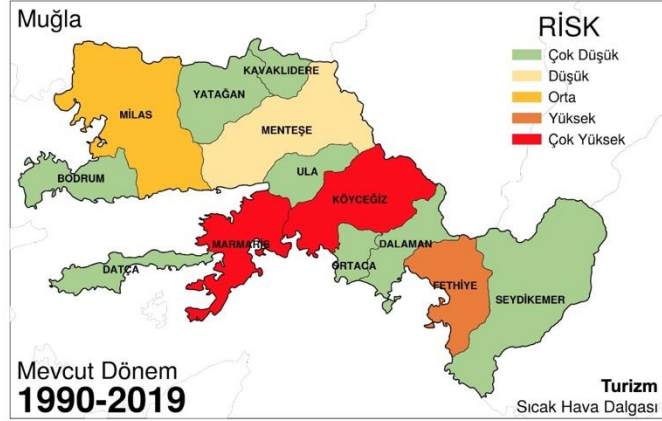 Muğla
RİSK
Çok Düşük
Düşük
Orta
Yüksek
Çok Yüksek
KAVAKLIDERE
YATAĞAN
MİLAS
MENTEŞE
BODRUM
ULA
KÖYCEĞİZ
MARMARİS
DALAMAN
ORTACA
DATÇA
FETHİYE
SEYDİKEMER
Mevcut Dönem
1990-2019
Turizm
Sıcak Hava Dalgası